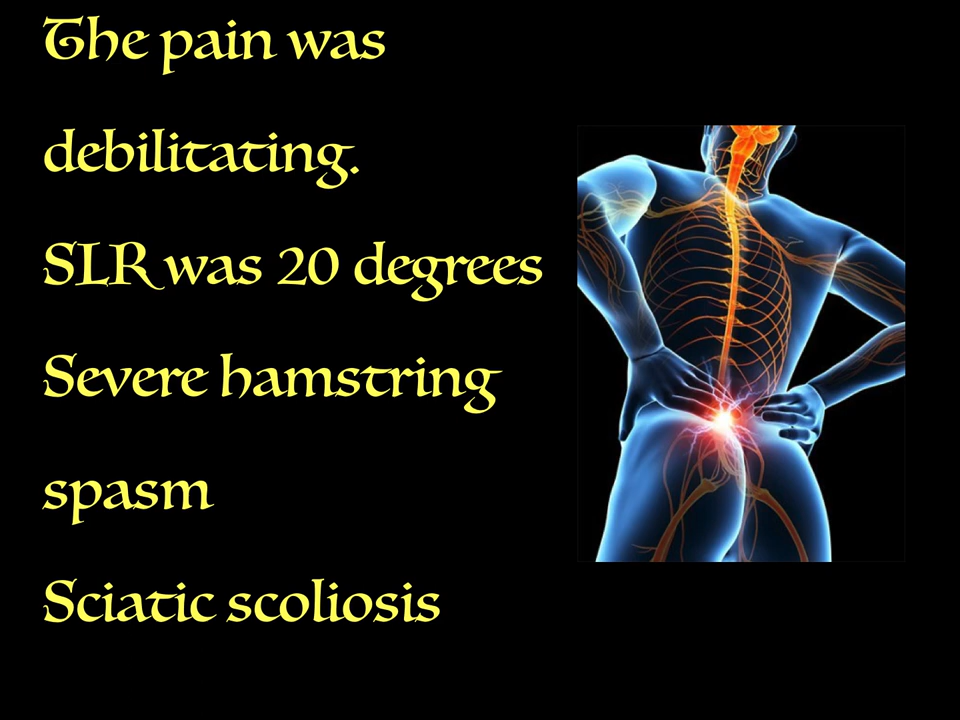 The pain was
debilitating.
SLR was 20 degrees
Severe hamstring
spasm
Sciatic scoliosis